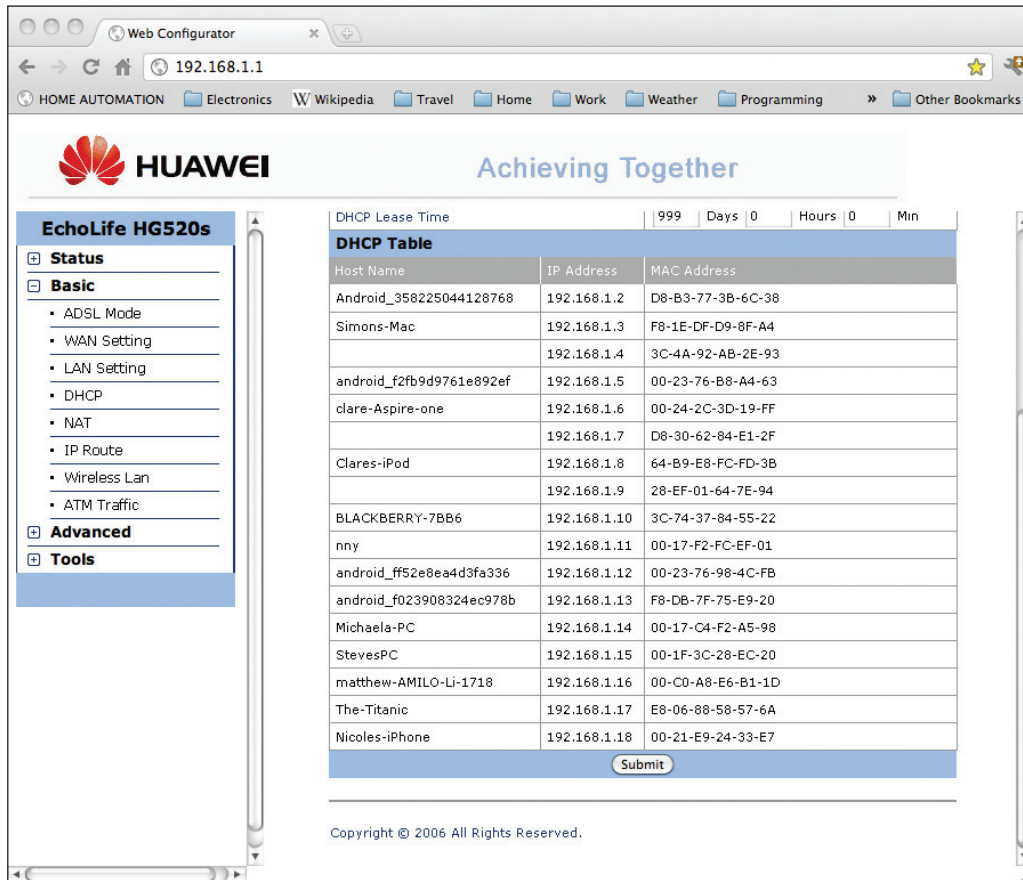 Web Configurator
192.168.1.1
HOME AUTOMATION Electronics W Wikipedia Travel Home Work Weather Programming » Other Bookmarks
HUAWEI Achieving Together
EchoLife HG520s
Status
Basic
ADSL Mode
WAN Setting
LAN Setting
DHCP
NAT
IP Route
Wireless Lan
ATM Traffic
Advanced
Tools
DHCP Lease Time 999 Days 0 Hours 0 Min
DHCP Table
Host Name IP Address MAC Address
Android_358225044128768 192.168.1.2 D8-B3-77-3B-6C-38
Simons-Mac 192.168.1.3 F8-1E-DF-D9-8F-A4
192.168.1.4 3C-4A-92-AB-2E-93
android_f2fb9d9761e892ef 192.168.1.5 00-23-76-B8-A4-63
clare-Aspire-one 192.168.1.6 00-24-2C-3D-19-FF
192.168.1.7 D8-30-62-84-E1-2F
Clares-iPod 192.168.1.8 64-B9-E8-FC-FD-3B
192.168.1.9 28-EF-01-64-7E-94
BLACKBERRY-7BB6 192.168.1.10 3C-74-37-84-55-22
nny 192.168.1.11 00-17-F2-FC-EF-01
android_ff52e8ea4d3fa336 192.168.1.12 00-23-76-98-4C-FB
android_f023908324ec978b 192.168.1.13 F8-DB-7F-75-E9-20
Michaela-PC 192.168.1.14 00-17-C4-F2-A5-98
StevesPC 192.168.1.15 00-1F-3C-28-EC-20
matthew-AMILO-Li-1718 192.168.1.16 00-C0-A8-E6-B1-1D
The-Titanic 192.168.1.17 E8-06-88-58-57-6A
Nicoles-iPhone 192.168.1.18 00-21-E9-24-33-E7
Submit
Copyright © 2006 All Rights Reserved.